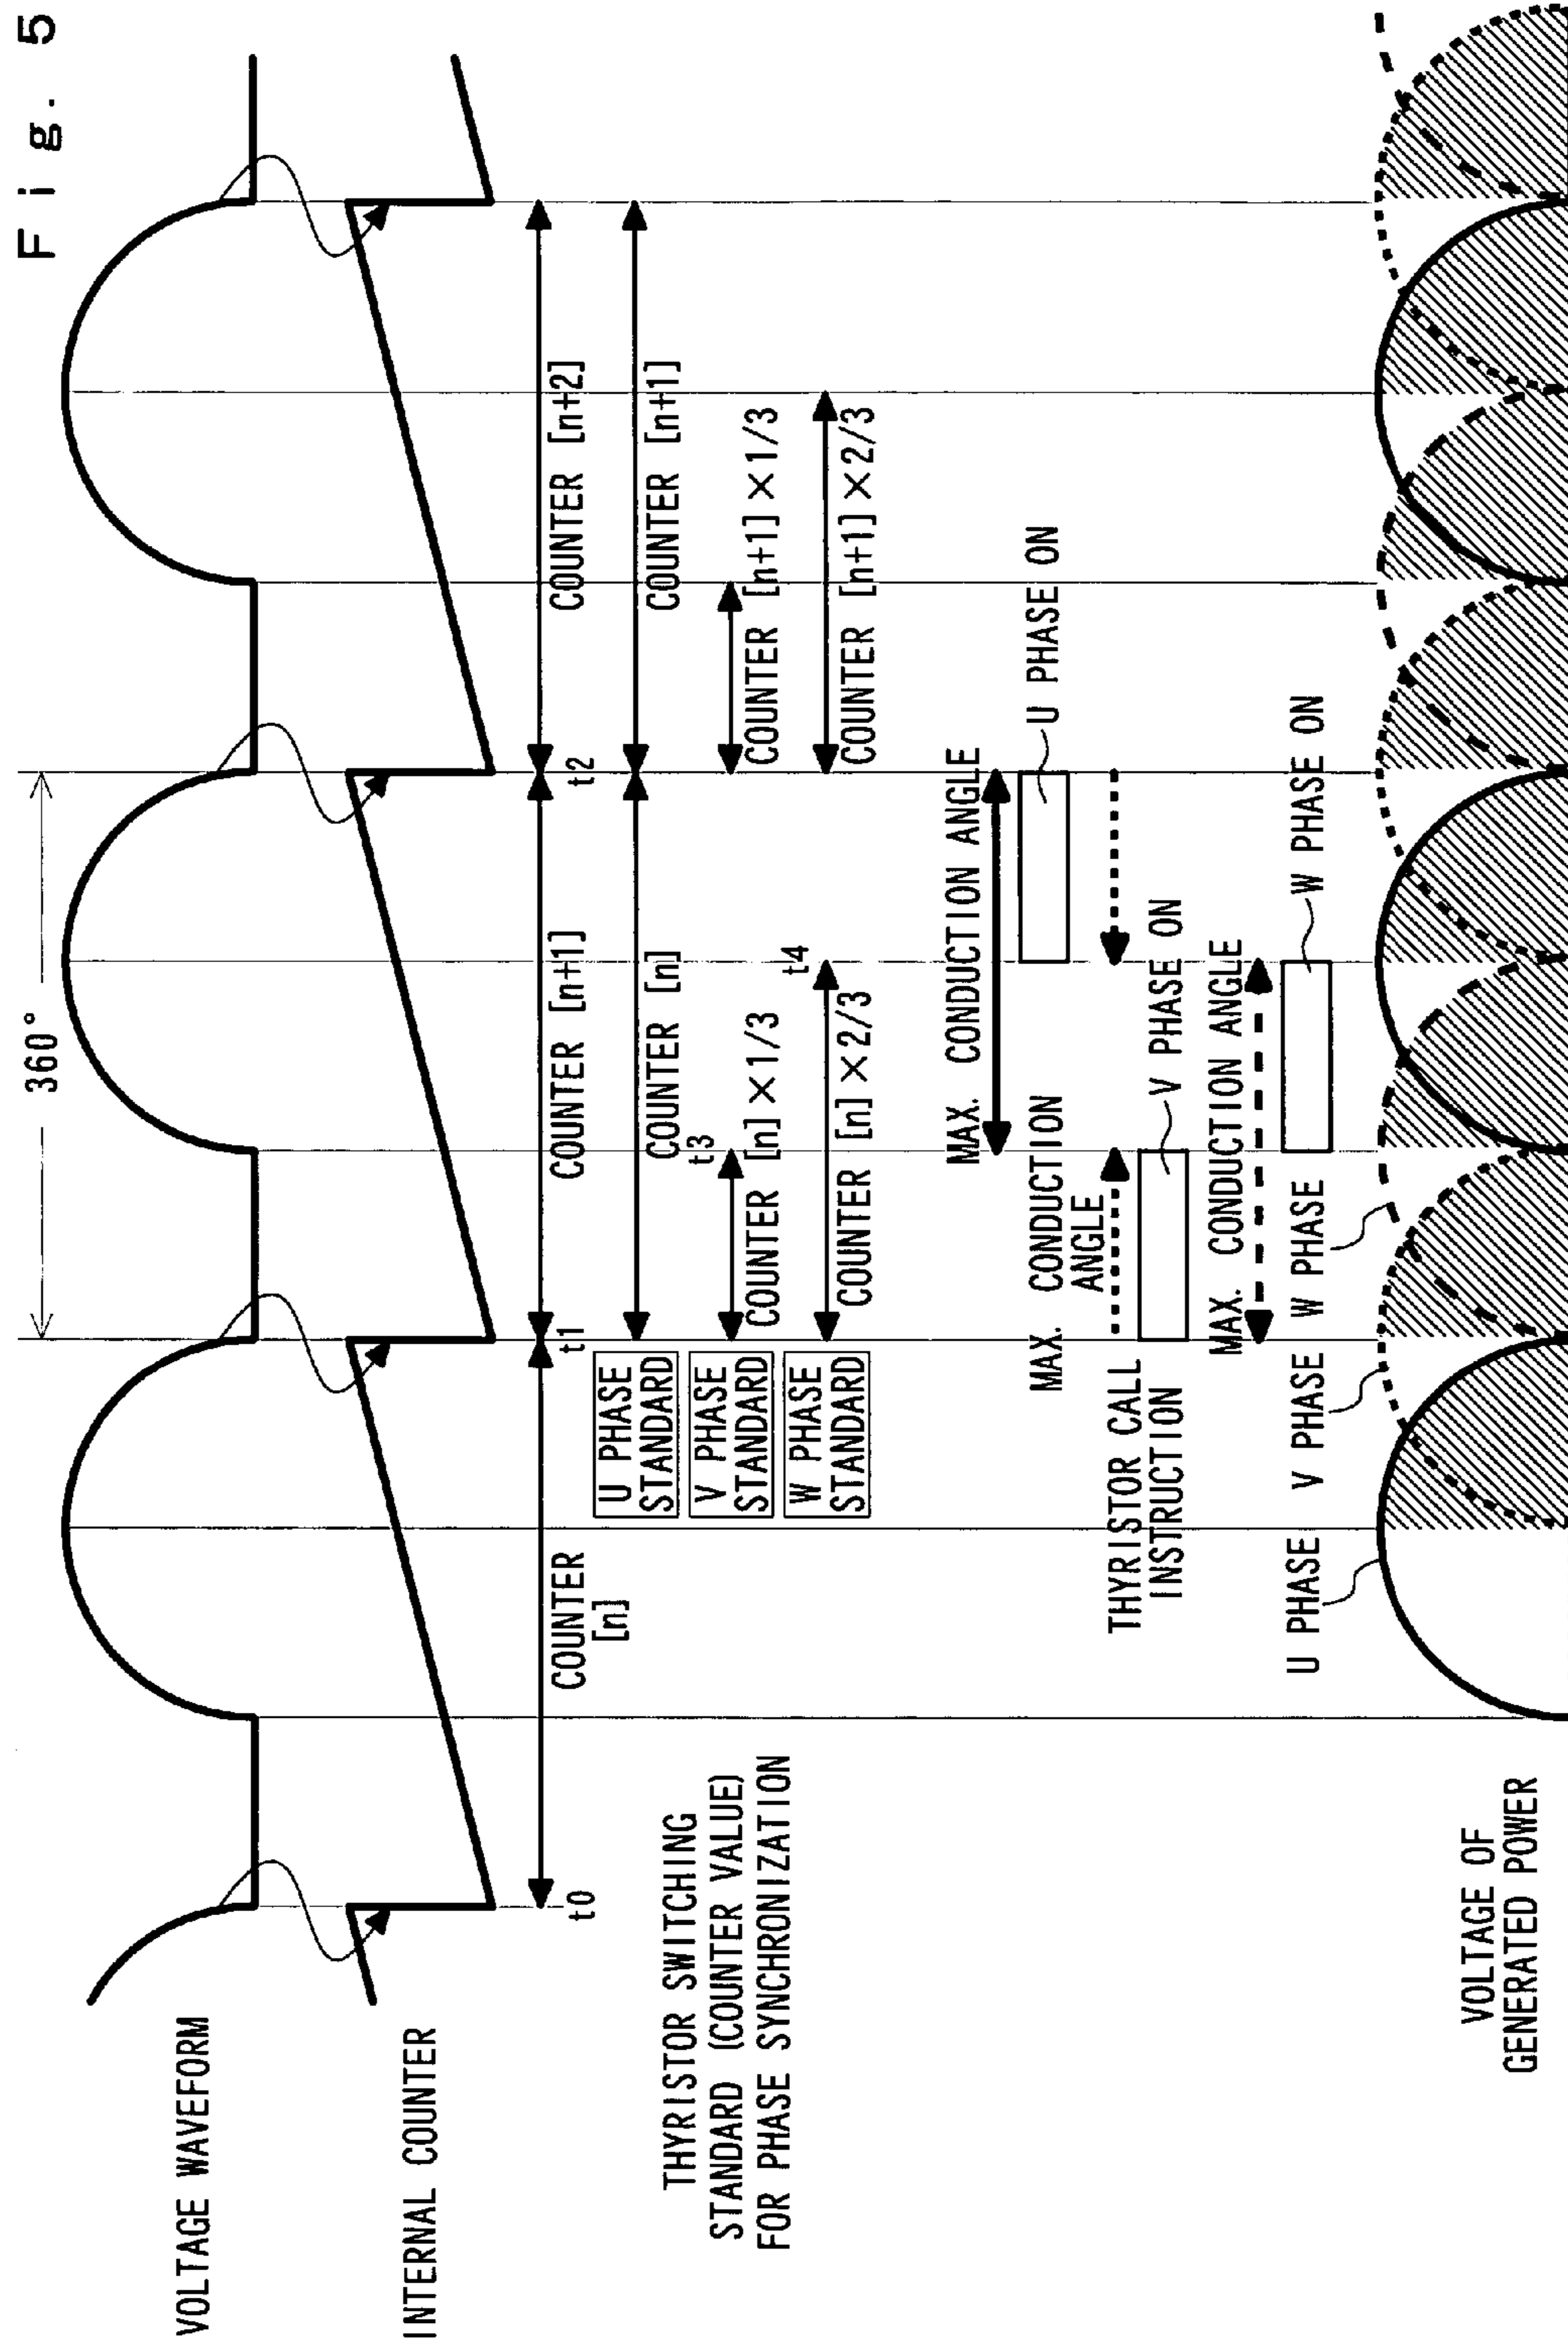 Fig. 5
360°
VOLTAGE WAVEFORM
INTERNAL COUNTER
t0
t1
t2
COUNTER
[n]
COUNTER [n+1]
COUNTER [n+2]
THYRISTOR SWITCHING
STANDARD (COUNTER VALUE)
FOR PHASE SYNCHRONIZATION
U PHASE
STANDARD
COUNTER [n]
COUNTER [n+1]
V PHASE
STANDARD
t3
COUNTER [n]×1/3
COUNTER [n+1]×1/3
W PHASE
STANDARD
t4
COUNTER [n]×2/3
COUNTER [n+1]×2/3
MAX. CONDUCTION ANGLE
U PHASE ON
MAX. CONDUCTION
ANGLE
THYRISTOR CALL
INSTRUCTION
V PHASE ON
MAX. CONDUCTION ANGLE
W PHASE ON
U PHASE
V PHASE
W PHASE
VOLTAGE OF
GENERATED POWER